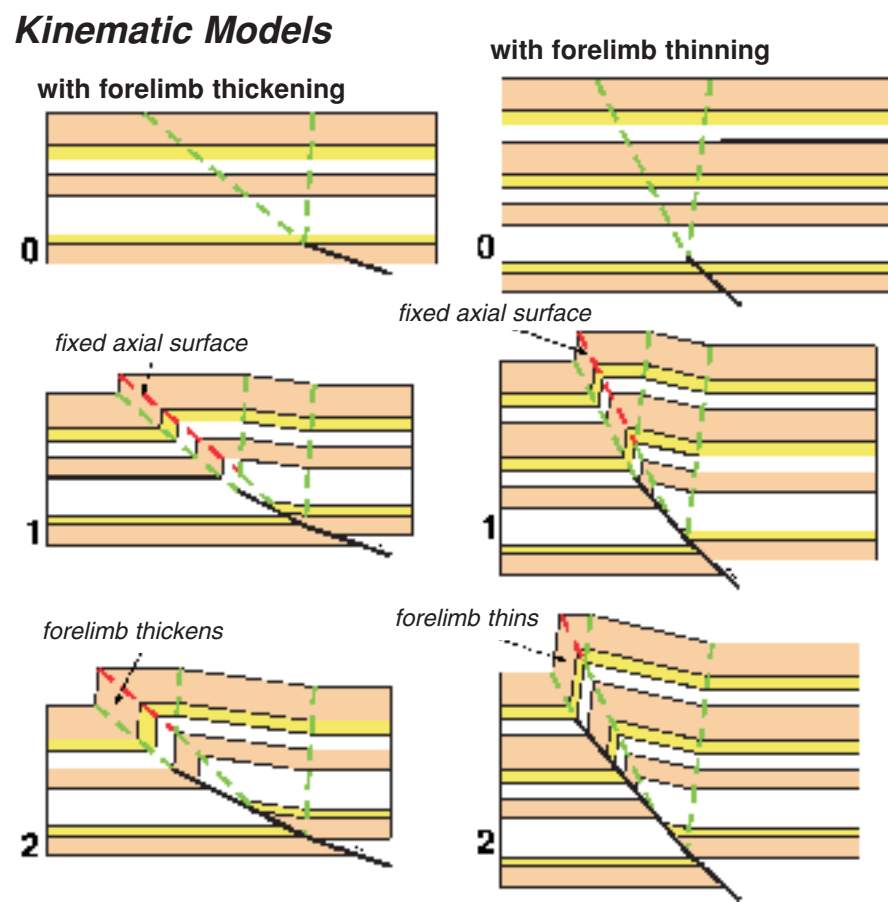 Kinematic Models
with forelimb thickening
with forelimb thinning
0
0
fixed axial surface
fixed axial surface
1
1
forelimb thickens
forelimb thins
2
2